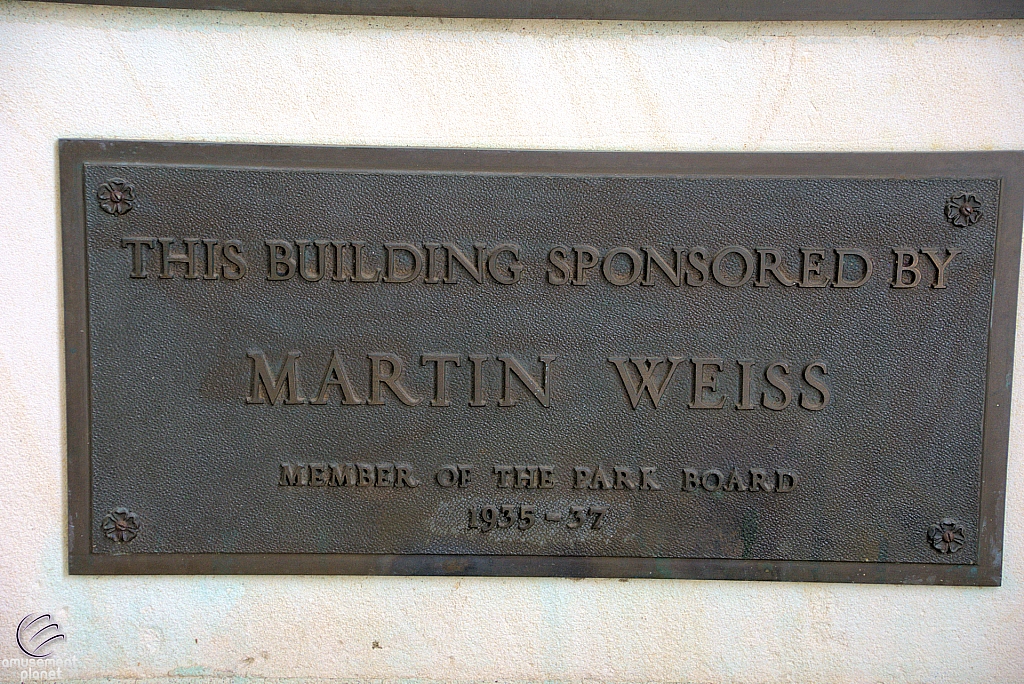 THIS BUILDING SPONSORED BY
MARTIN WEISS
MEMBER OF THE PARK BOARD
1935-37
amusement
planet